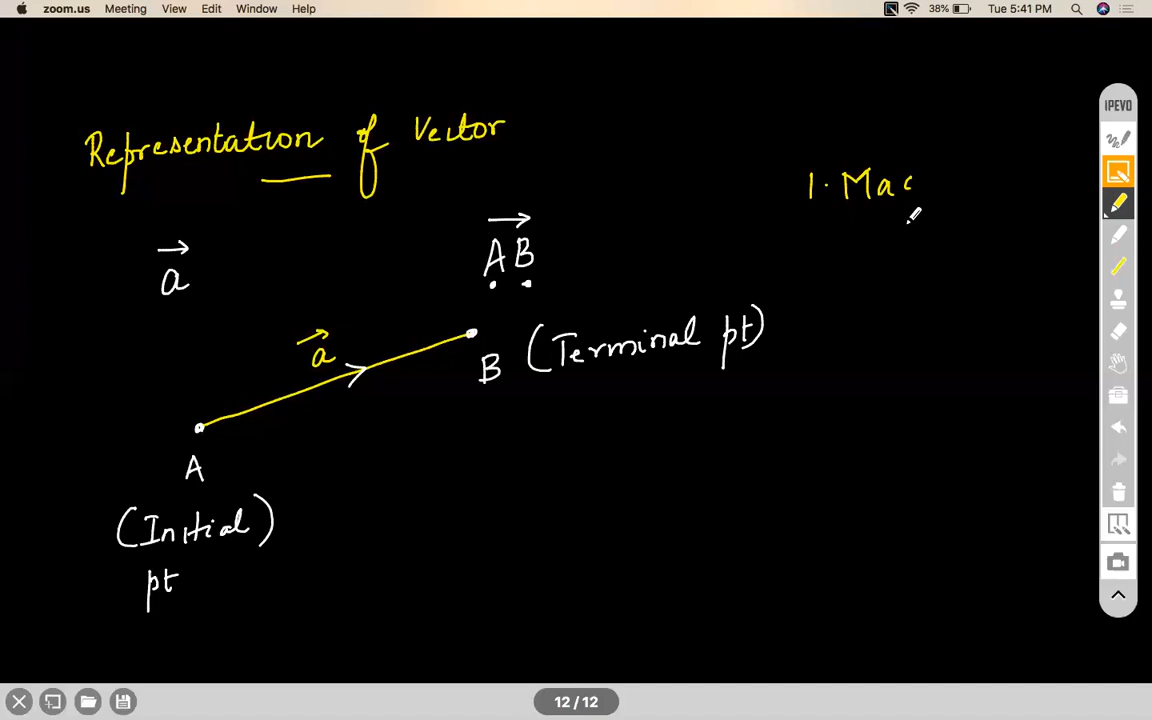 zoom.us Meeting View Edit Window Help 38% Tue 5:41 PM
Representation of Vector
1. Mac
a
AB
a
B (Terminal pt)
A
(Initial)
pt
IPEVO
12 / 12